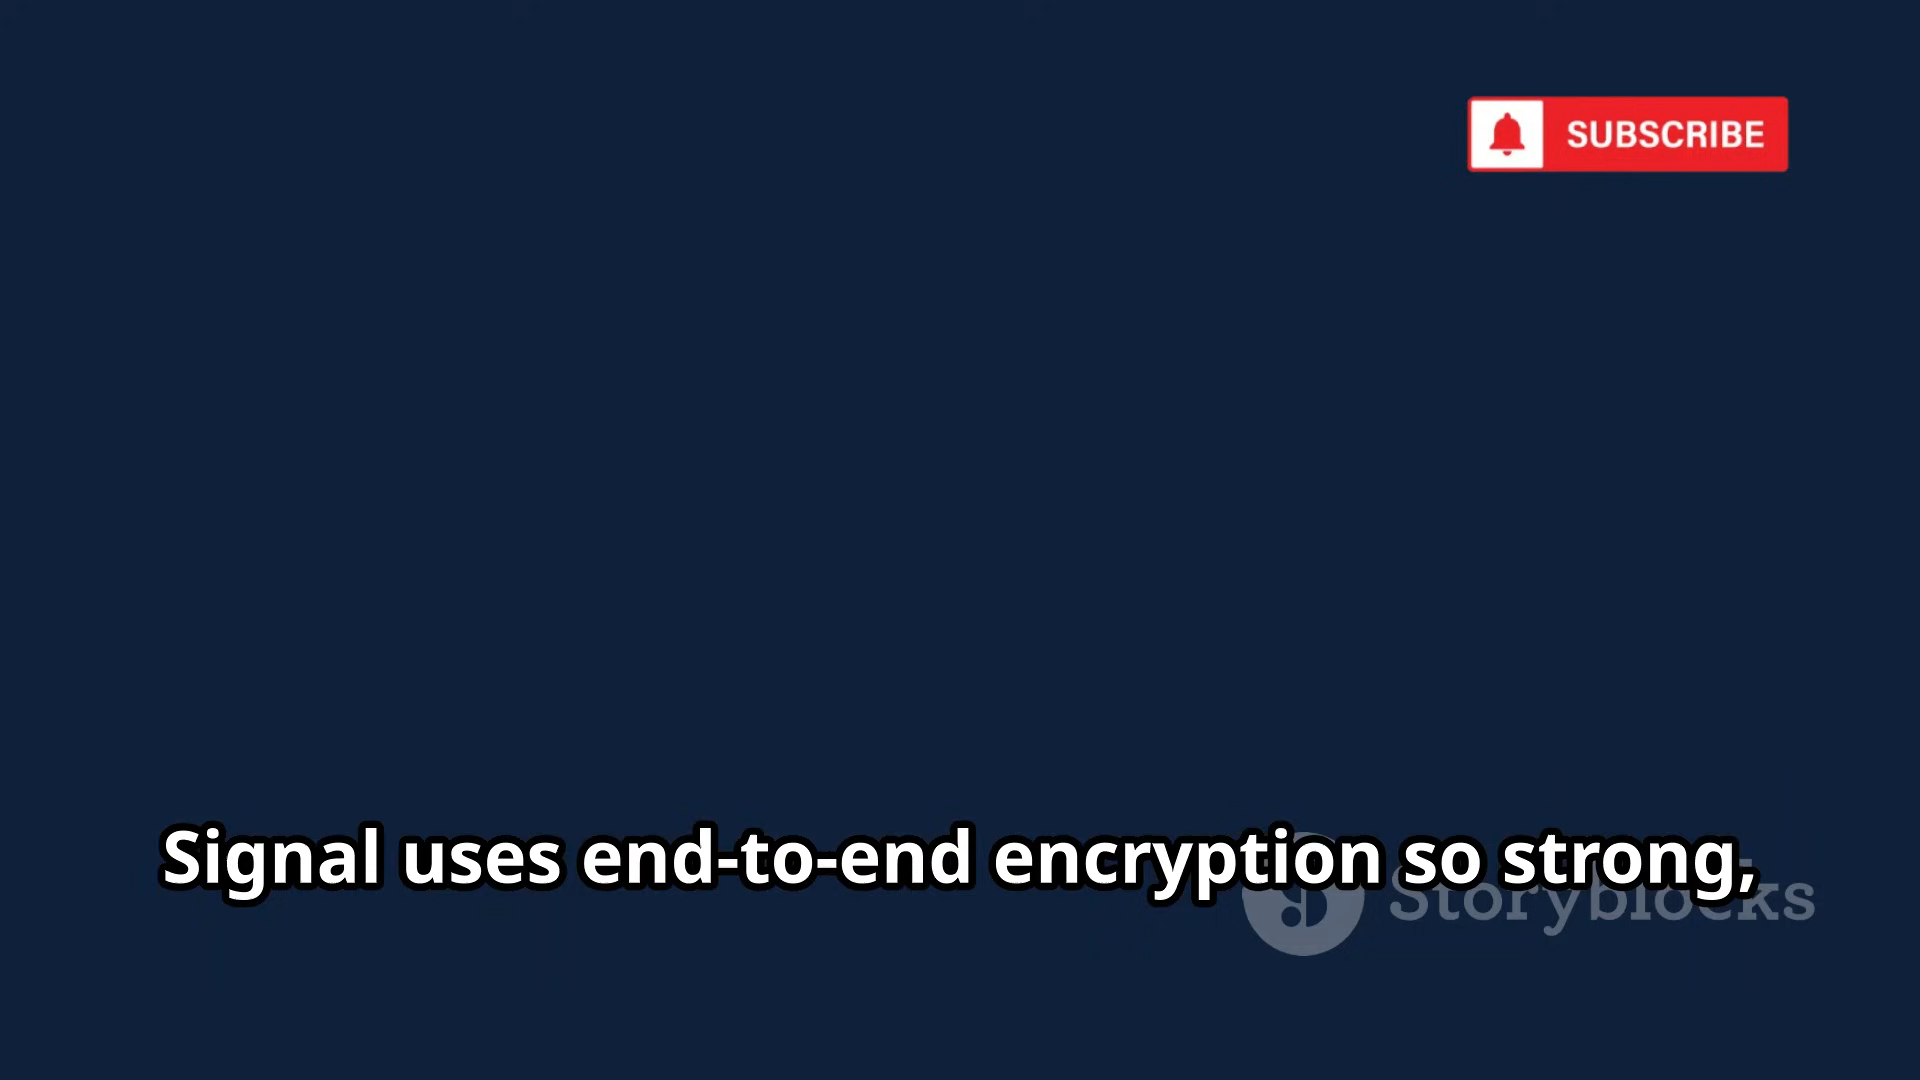 SUBSCRIBE
Signal uses end-to-end encryption so strong,
Storyblocks